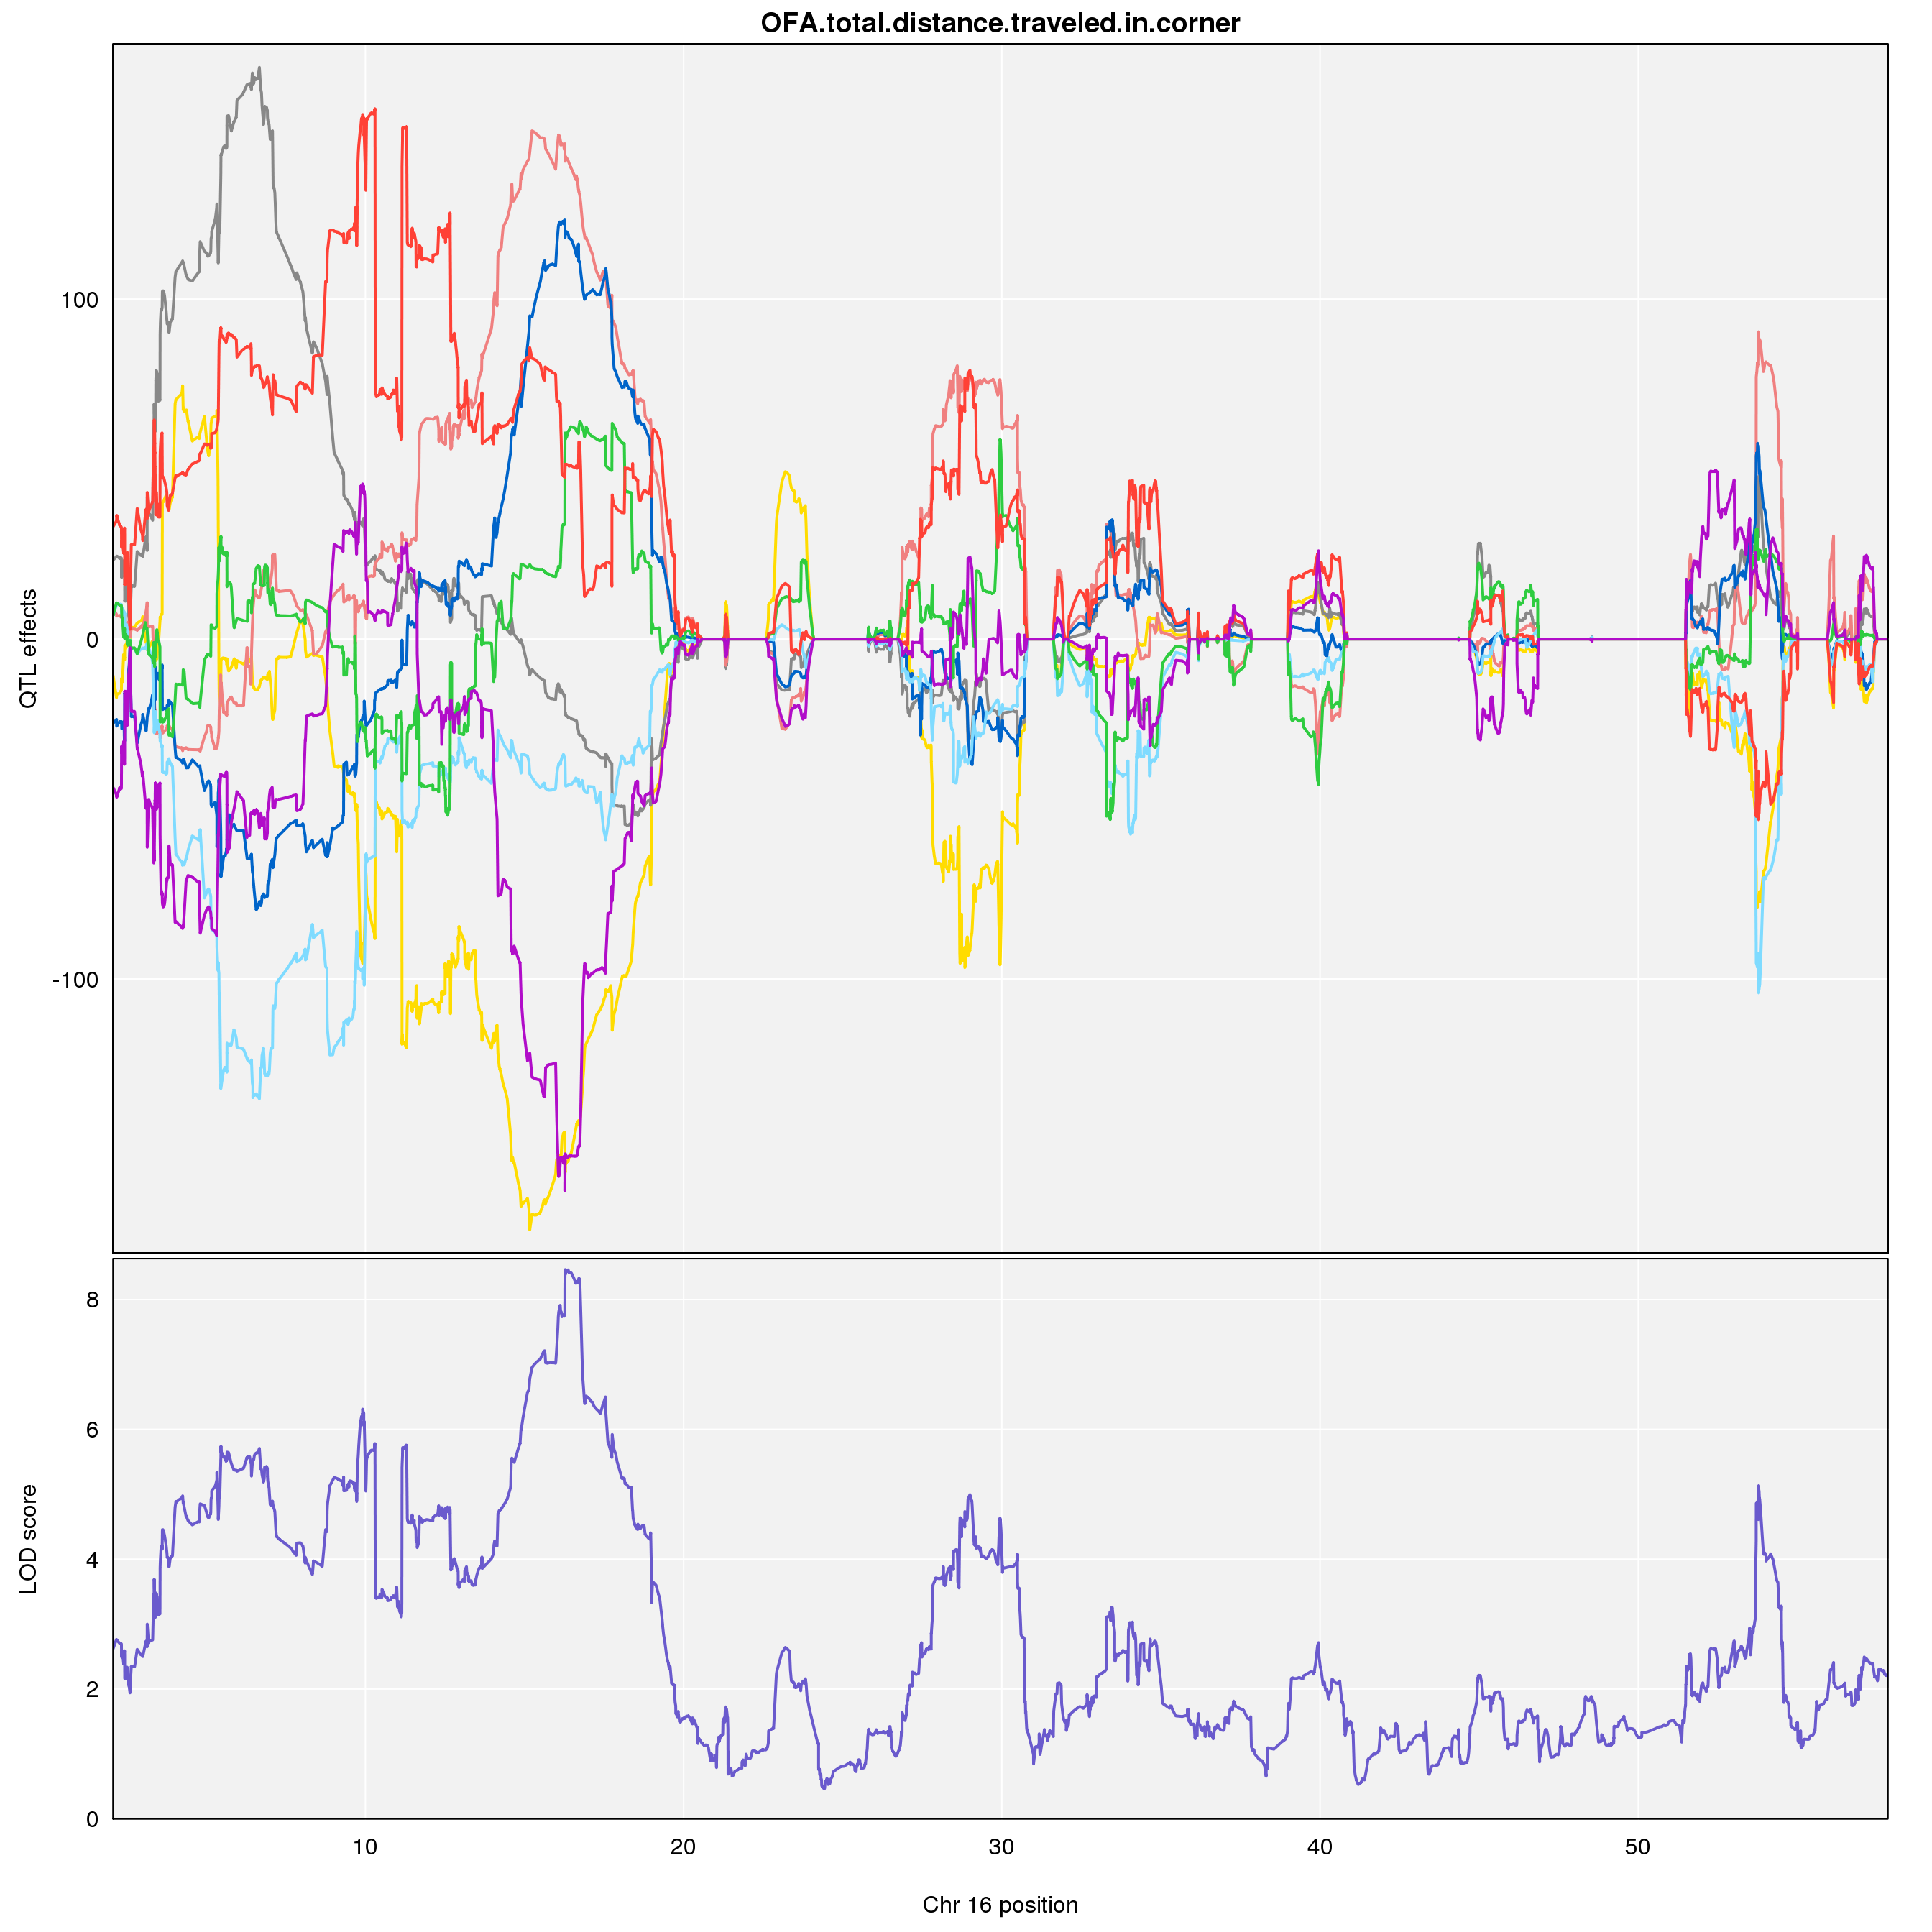 OFA.total.distance.traveled.in.corner
QTL effects
100
0
-100
LOD score
8
6
4
2
0
10 20 30 40 50
Chr 16 position